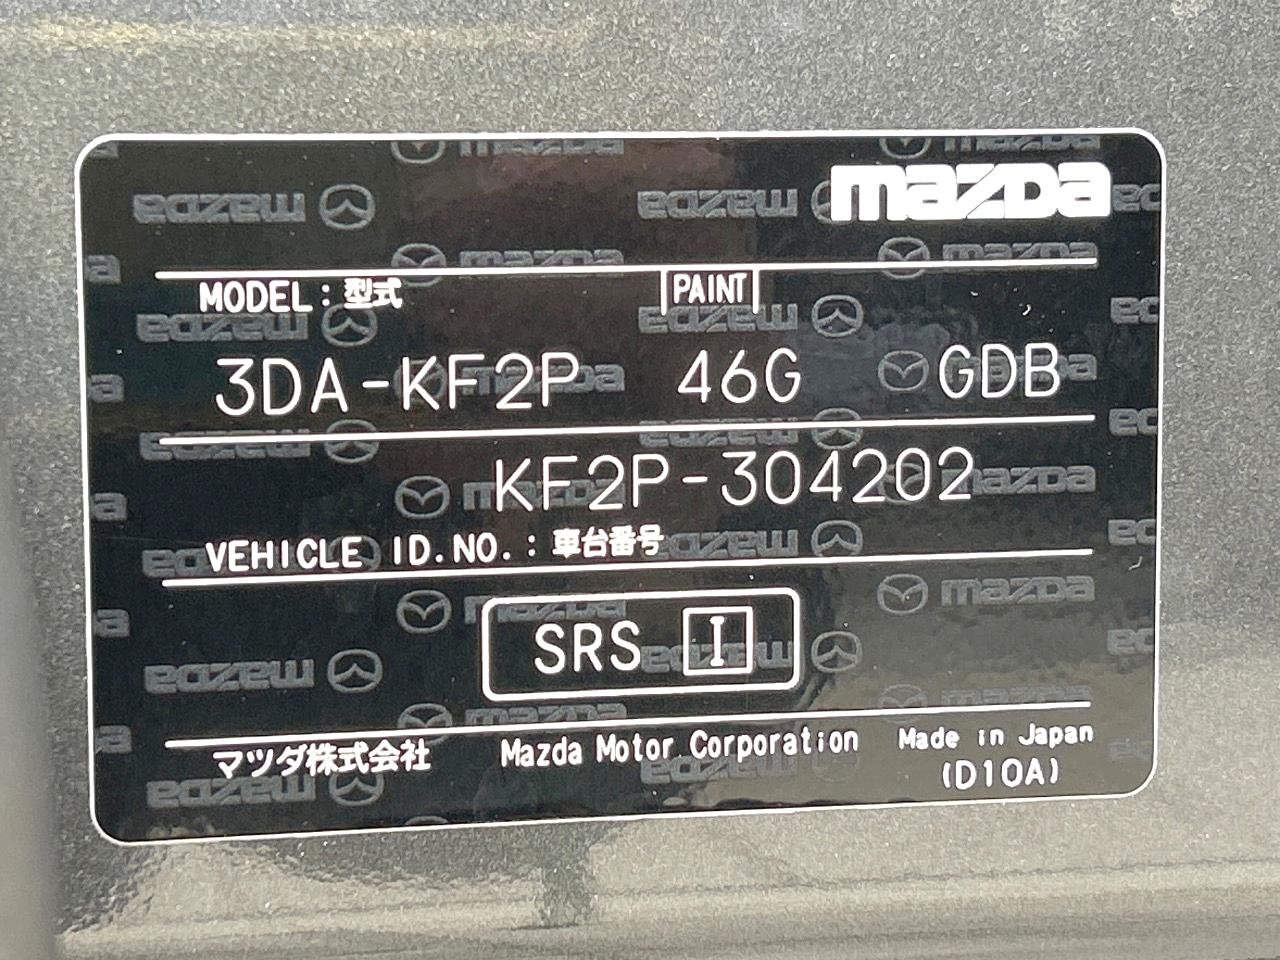 mazda
MODEL : 型式 PAINT
3DA-KF2P 46G GDB
KF2P-304202
VEHICLE ID.NO. : 車台番号
SRS I
マツダ株式会社 Mazda Motor Corporation Made in Japan
(D10A)